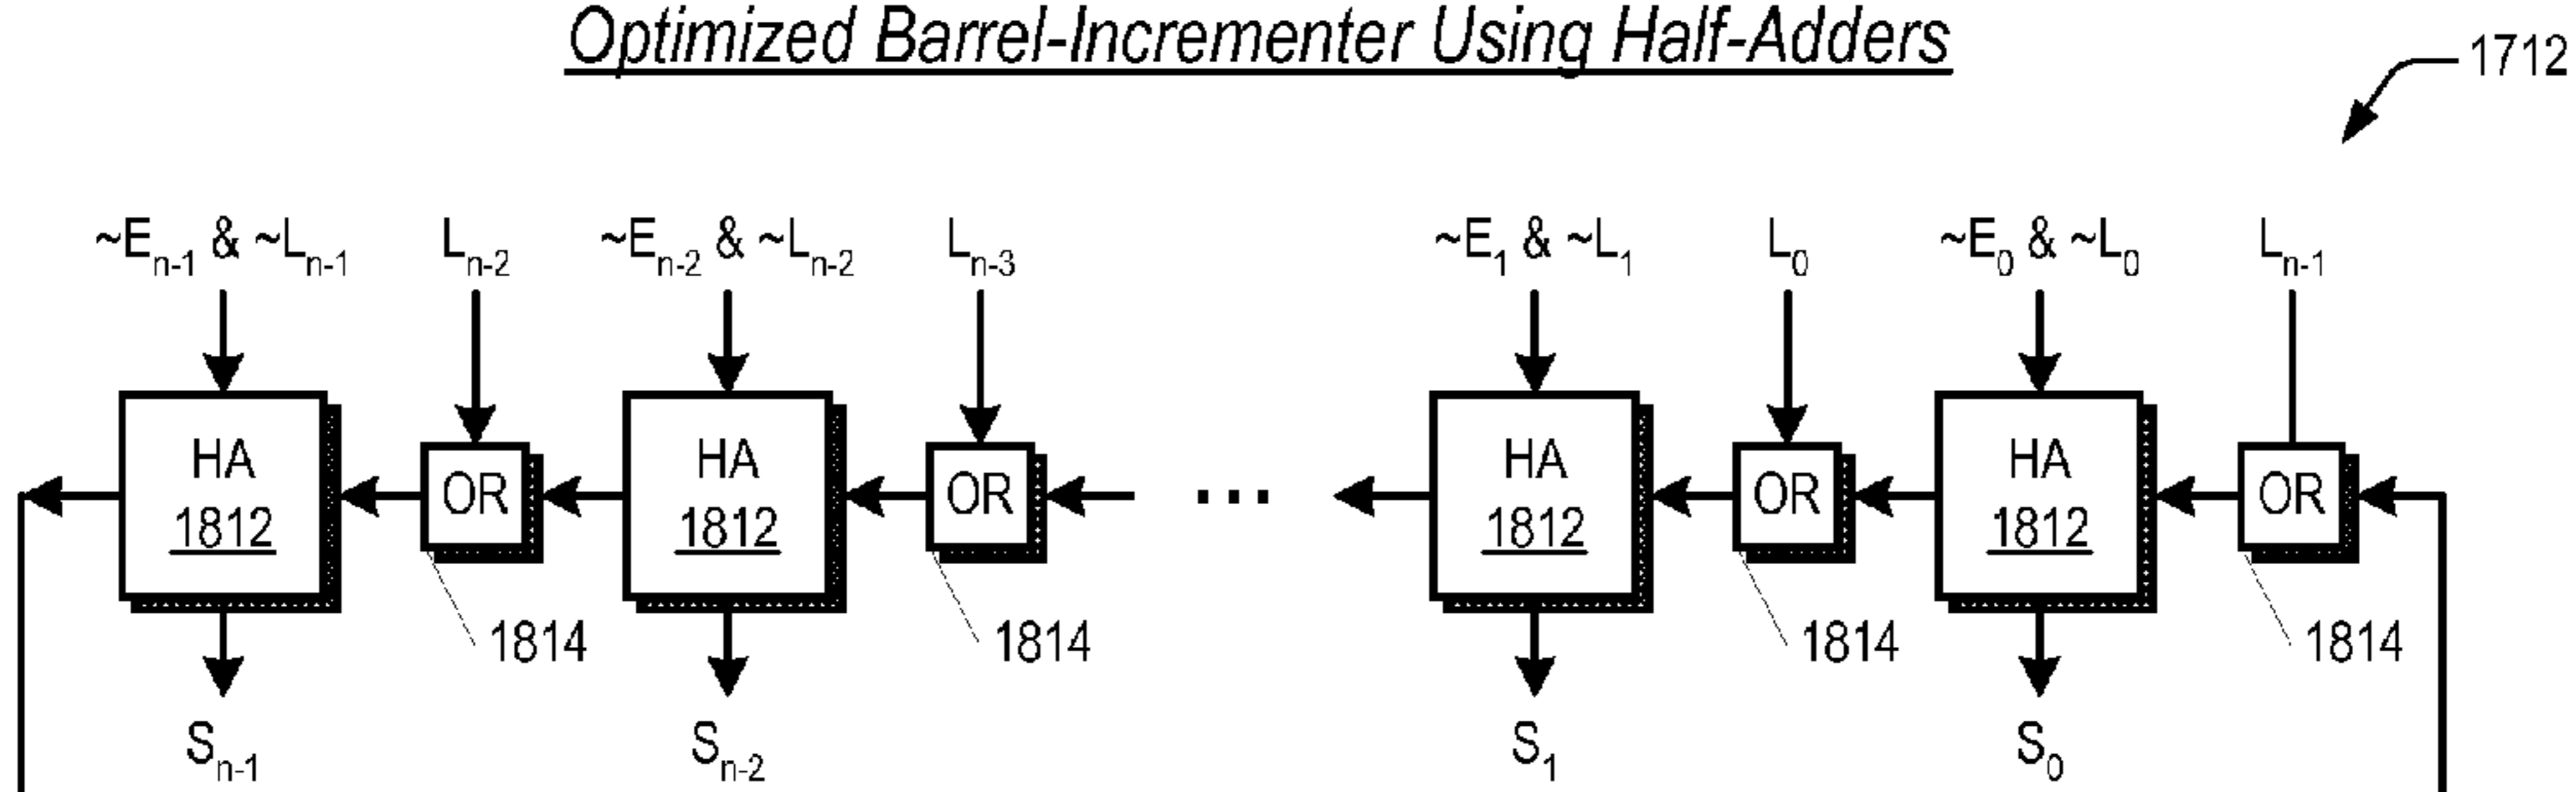 Optimized Barrel-Incrementer Using Half-Adders
1712
~En-1 & ~Ln-1 Ln-2 ~En-2 & ~Ln-2 Ln-3 ~E1 & ~L1 L0 ~E0 & ~L0 Ln-1
HA HA HA HA
OR OR ... OR OR
1812 1812 1812 1812
1814 1814 1814 1814
Sn-1 Sn-2 S1 S0